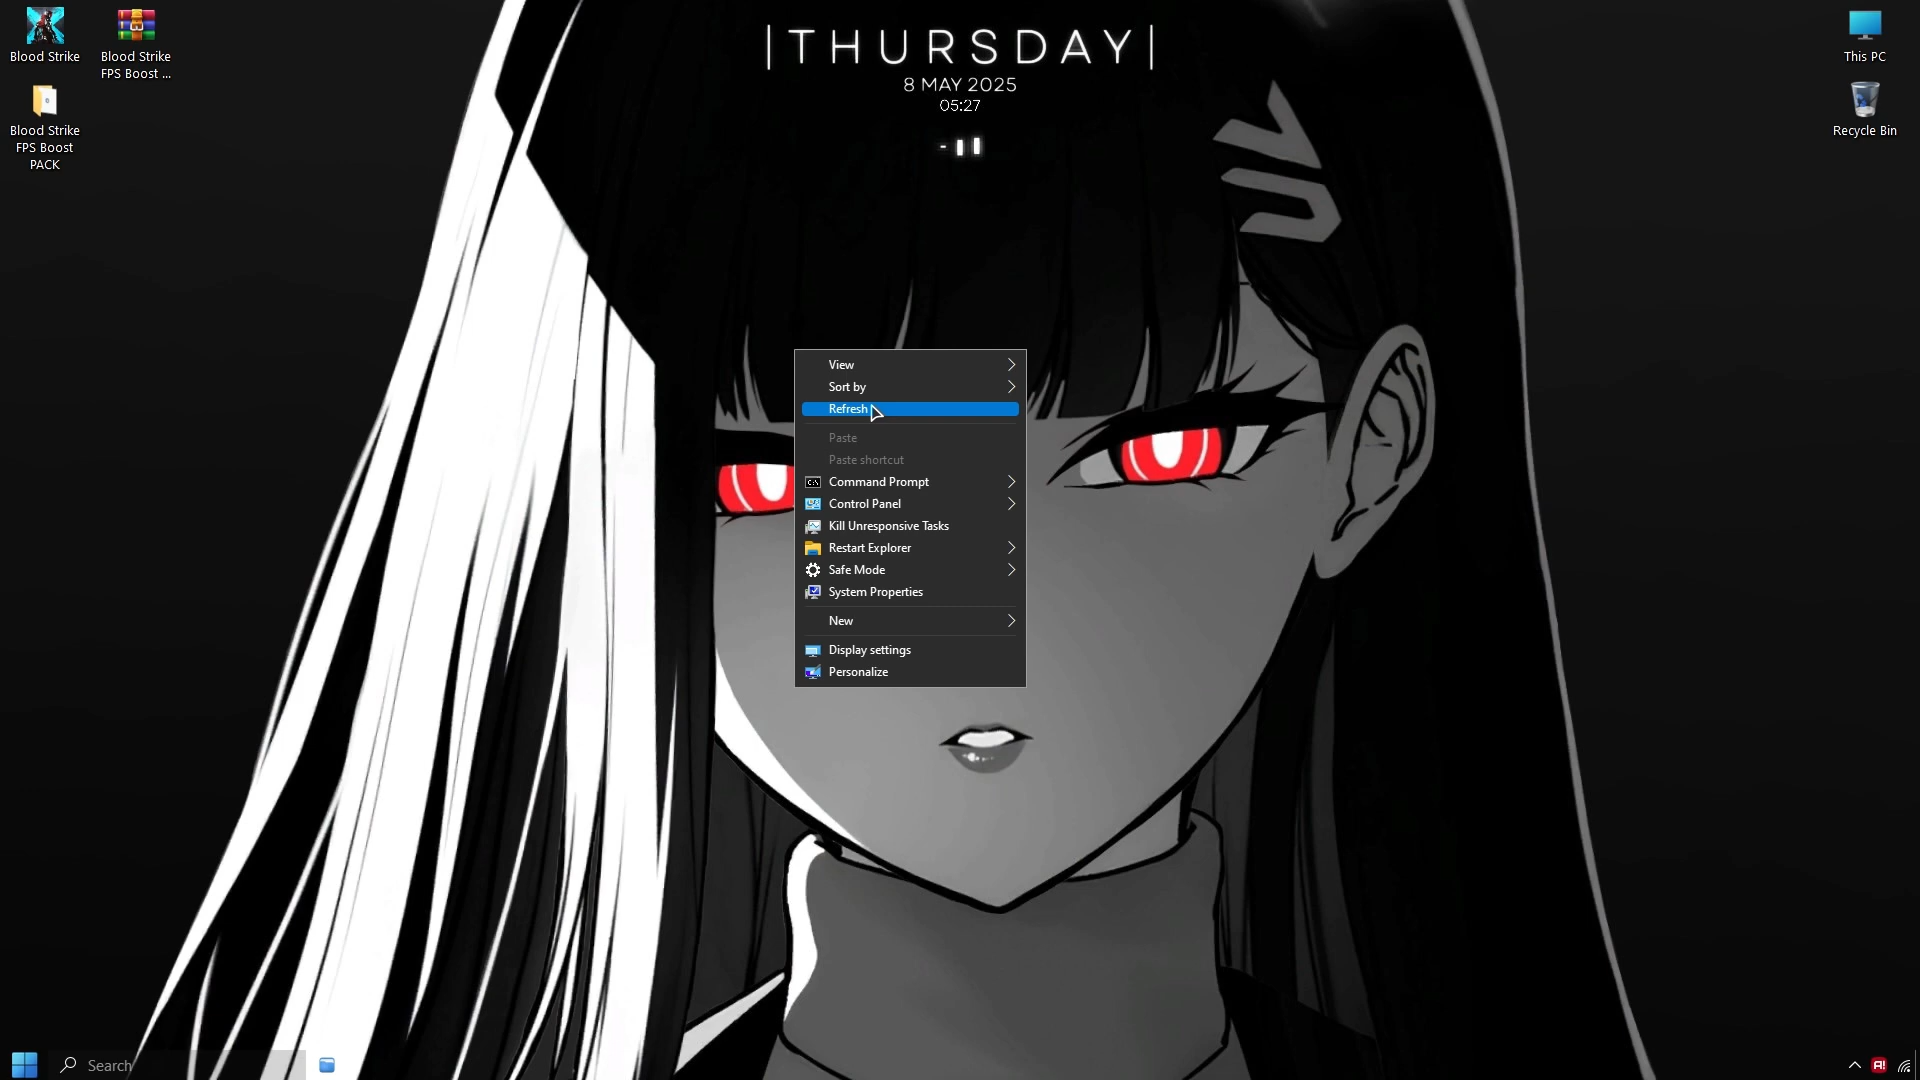 Blood Strike
Blood Strike
FPS Boost ...
Blood Strike
FPS Boost
PACK
|THURSDAY|
8 MAY 2025
05:27
This PC
Recycle Bin
View
Sort by
Refresh
Paste
Paste shortcut
Command Prompt
Control Panel
Kill Unresponsive Tasks
Restart Explorer
Safe Mode
System Properties
New
Display settings
Personalize
Search